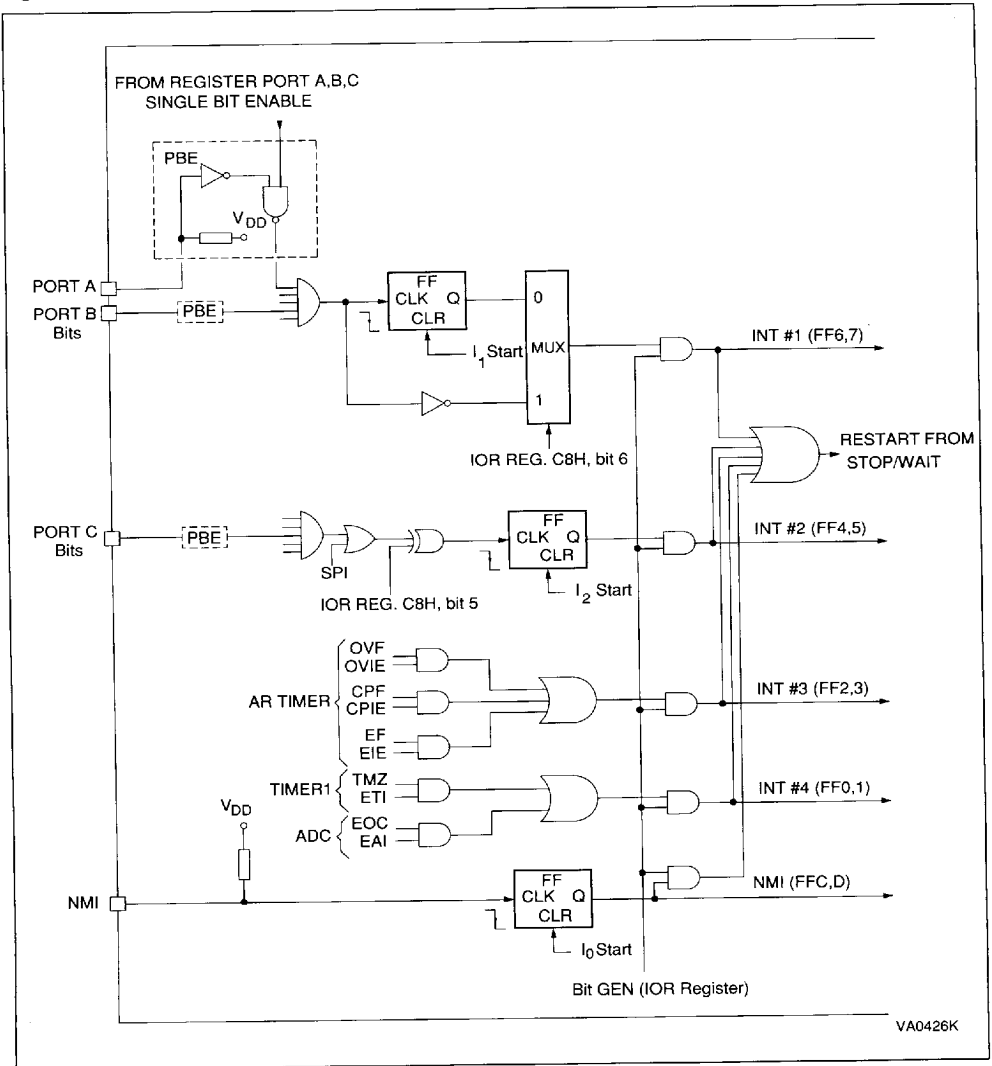 FROM REGISTER PORT A,B,C
SINGLE BIT ENABLE
PBE
VDD
PORT A
PORT B
Bits
PBE
FF
CLK Q
CLR
I1 Start
0
MUX
1
IOR REG. C8H, bit 6
INT #1 (FF6,7)
RESTART FROM
STOP/WAIT
PORT C
Bits
PBE
SPI
IOR REG. C8H, bit 5
FF
CLK Q
CLR
I2 Start
INT #2 (FF4,5)
AR TIMER
OVF
OVIE
CPF
CPIE
EF
EIE
INT #3 (FF2,3)
TIMER1
TMZ
ETI
ADC
EOC
EAI
INT #4 (FF0,1)
VDD
NMI
FF
CLK Q
CLR
I0 Start
NMI (FFC,D)
Bit GEN (IOR Register)
VA0426K